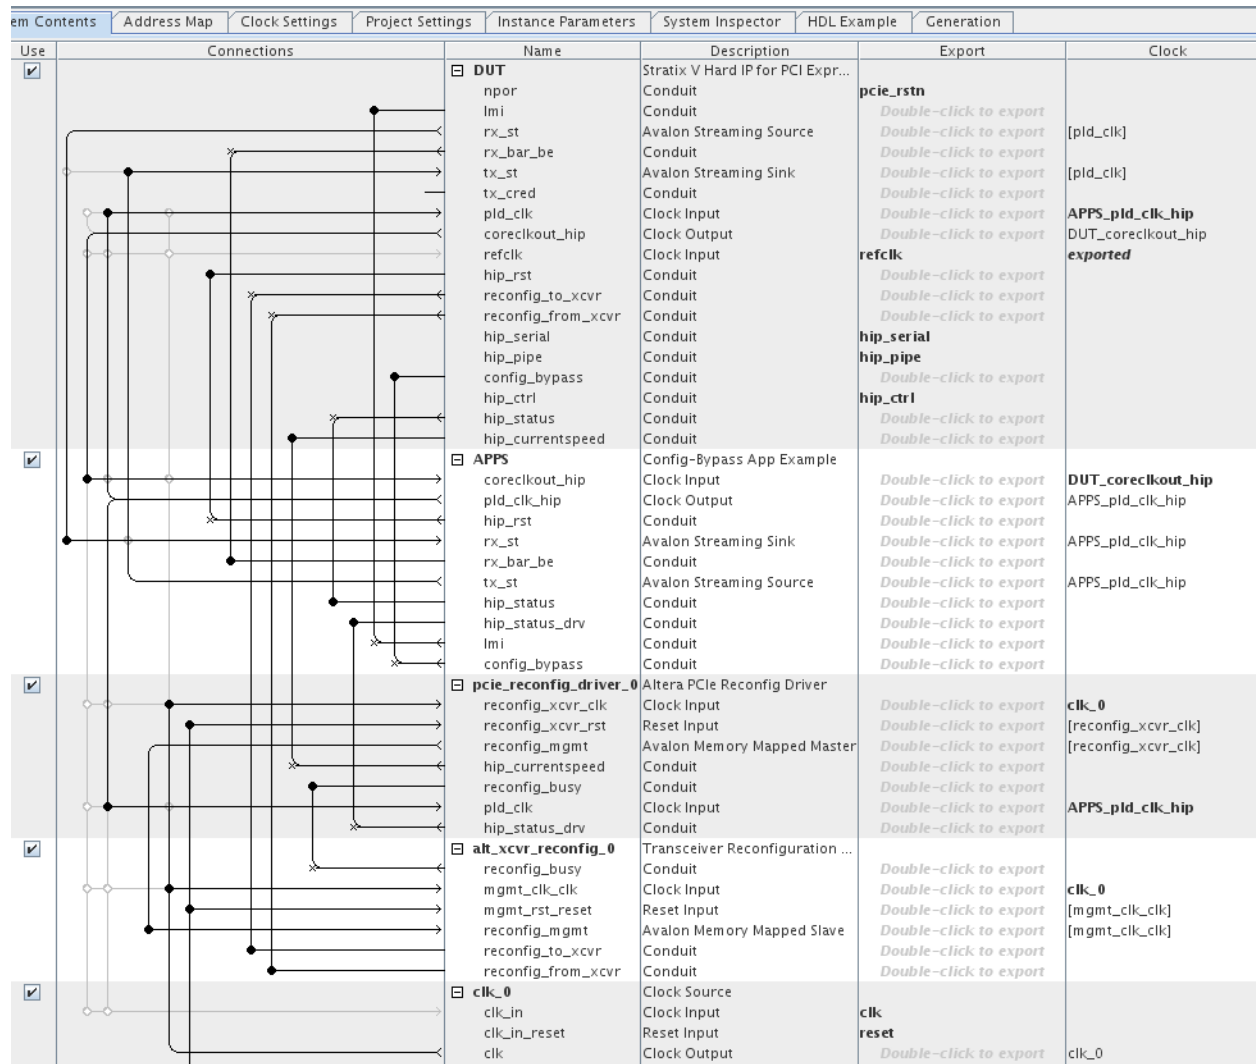 em Contents Address Map Clock Settings Project Settings Instance Parameters System Inspector HDL Example Generation
Use Connections Name Description Export Clock
DUT Stratix V Hard IP for PCI Expr...
npor Conduit pcie_rstn
lmi Conduit Double-click to export
rx_st Avalon Streaming Source Double-click to export [pld_clk]
rx_bar_be Conduit Double-click to export
tx_st Avalon Streaming Sink Double-click to export [pld_clk]
tx_cred Conduit Double-click to export
pld_clk Clock Input Double-click to export APPS_pld_clk_hip
coreclkout_hip Clock Output Double-click to export DUT_coreclkout_hip
refclk Clock Input refclk exported
hip_rst Conduit Double-click to export
reconfig_to_xcvr Conduit Double-click to export
reconfig_from_xcvr Conduit Double-click to export
hip_serial Conduit hip_serial
hip_pipe Conduit hip_pipe
config_bypass Conduit Double-click to export
hip_ctrl Conduit hip_ctrl
hip_status Conduit Double-click to export
hip_currentspeed Conduit Double-click to export
APPS Config-Bypass App Example
coreclkout_hip Clock Input Double-click to export DUT_coreclkout_hip
pld_clk_hip Clock Output Double-click to export APPS_pld_clk_hip
hip_rst Conduit Double-click to export
rx_st Avalon Streaming Sink Double-click to export APPS_pld_clk_hip
rx_bar_be Conduit Double-click to export
tx_st Avalon Streaming Source Double-click to export APPS_pld_clk_hip
hip_status Conduit Double-click to export
hip_status_drv Conduit Double-click to export
lmi Conduit Double-click to export
config_bypass Conduit Double-click to export
pcie_reconfig_driver_0 Altera PCIe Reconfig Driver
reconfig_xcvr_clk Clock Input Double-click to export clk_0
reconfig_xcvr_rst Reset Input Double-click to export [reconfig_xcvr_clk]
reconfig_mgmt Avalon Memory Mapped Master Double-click to export [reconfig_xcvr_clk]
hip_currentspeed Conduit Double-click to export
reconfig_busy Conduit Double-click to export
pld_clk Clock Input Double-click to export APPS_pld_clk_hip
hip_status_drv Conduit Double-click to export
alt_xcvr_reconfig_0 Transceiver Reconfiguration ...
reconfig_busy Conduit Double-click to export
mgmt_clk_clk Clock Input Double-click to export clk_0
mgmt_rst_reset Reset Input Double-click to export [mgmt_clk_clk]
reconfig_mgmt Avalon Memory Mapped Slave Double-click to export [mgmt_clk_clk]
reconfig_to_xcvr Conduit Double-click to export
reconfig_from_xcvr Conduit Double-click to export
clk_0 Clock Source
clk_in Clock Input clk
clk_in_reset Reset Input reset
clk Clock Output Double-click to export clk_0